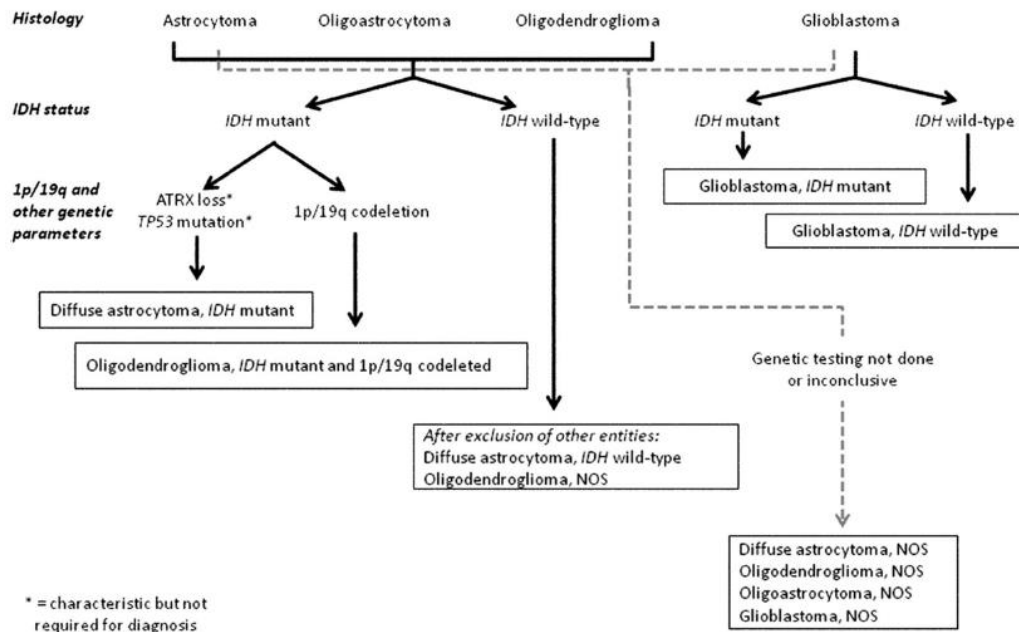 Histology
Astrocytoma
Oligoastrocytoma
Oligodendroglioma
Glioblastoma
IDH status
IDH mutant
IDH wild-type
IDH mutant
IDH wild-type
1p/19q and
other genetic
parameters
ATRX loss*
TP53 mutation*
1p/19q codeletion
Glioblastoma, IDH mutant
Glioblastoma, IDH wild-type
Diffuse astrocytoma, IDH mutant
Oligodendroglioma, IDH mutant and 1p/19q codeleted
Genetic testing not done
or inconclusive
After exclusion of other entities:
Diffuse astrocytoma, IDH wild-type
Oligodendroglioma, NOS
Diffuse astrocytoma, NOS
Oligodendroglioma, NOS
Oligoastrocytoma, NOS
Glioblastoma, NOS
* = characteristic but not
required for diagnosis